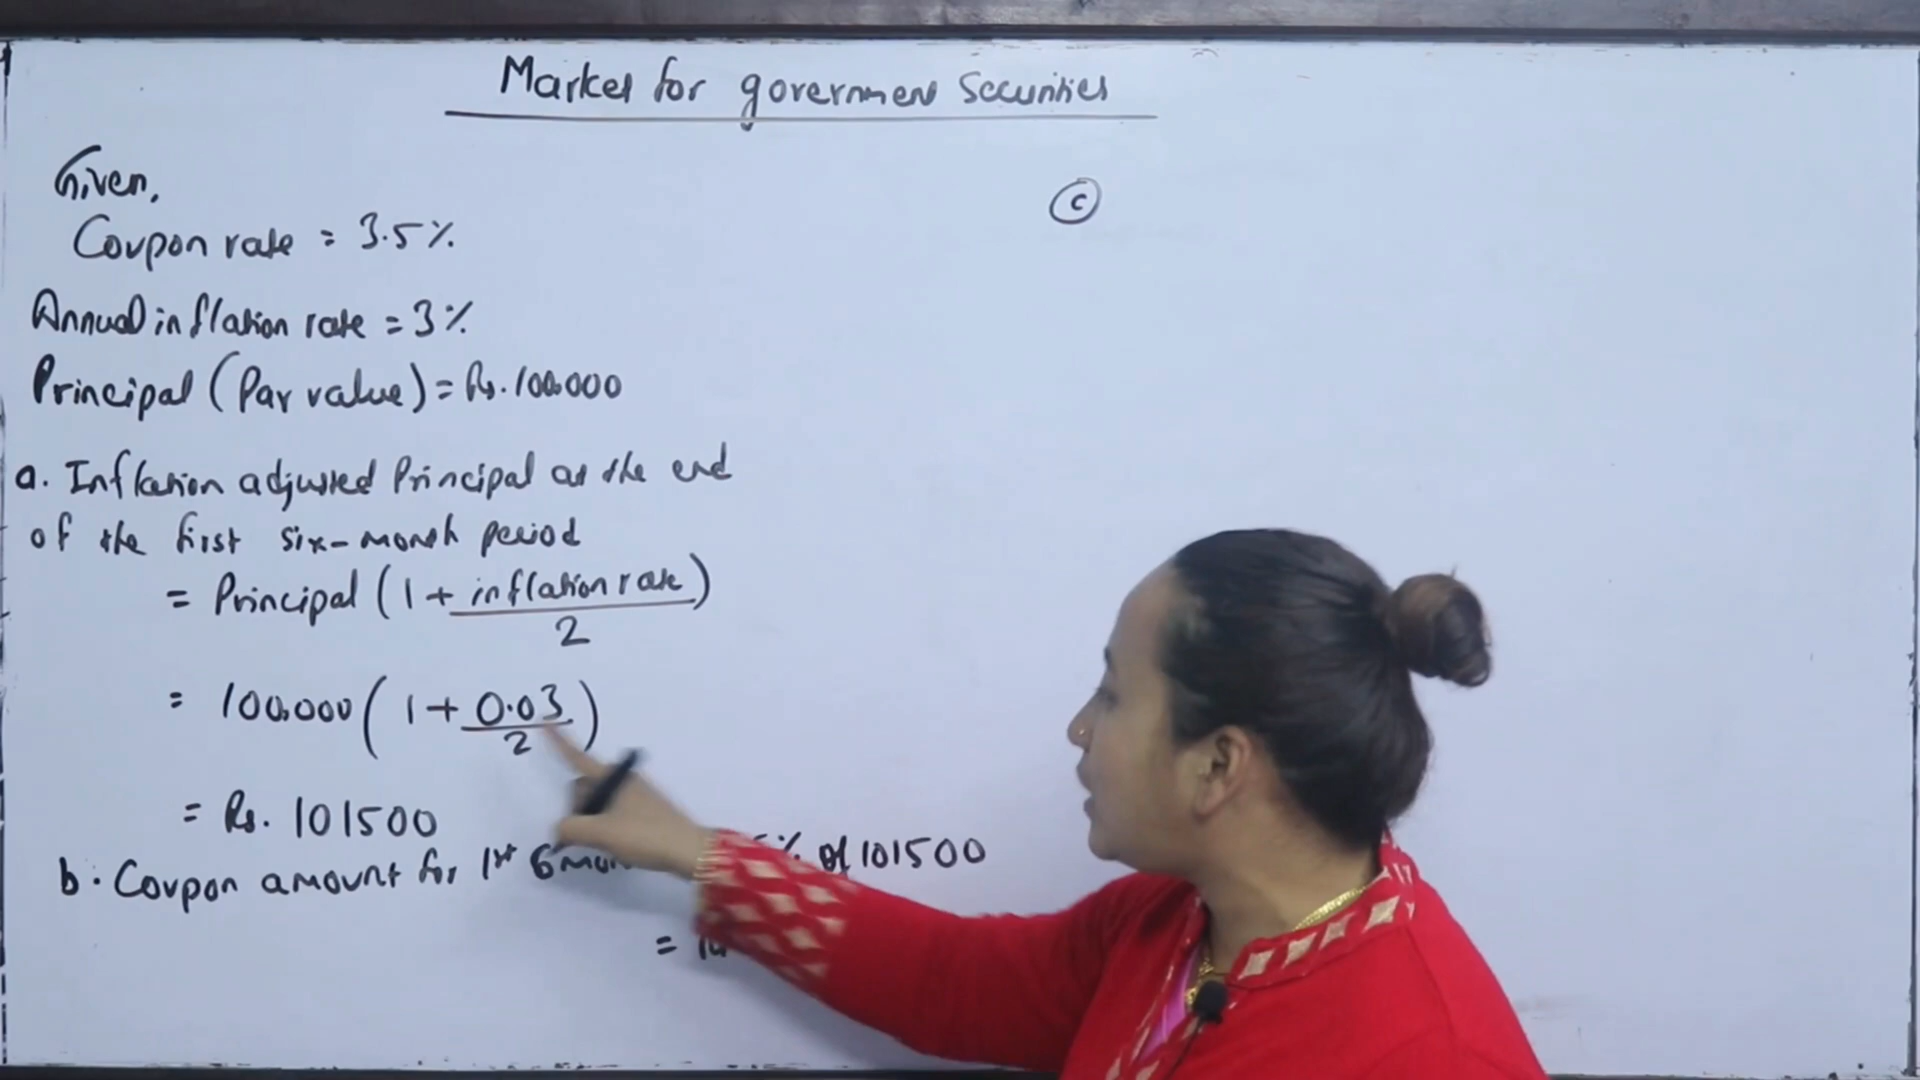 Market for government Securities
Given,
Coupon rate = 3.5%
Annual inflation rate = 3%
Principal (Par value) = Rs. 100,000
a. Inflation adjusted Principal at the end
of the first six-month period
= Principal (1 + inflation rate / 2)
= 100,000 (1 + 0.03 / 2)
= Rs. 101500
b. Coupon amount for 1st 6 % of 101500
=
(c)